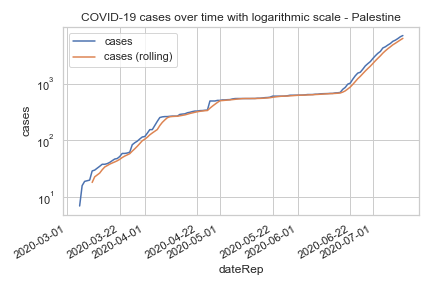 COVID-19 cases over time with logarithmic scale - Palestine
cases
cases (rolling)
cases
10³
10²
10¹
2020-03-01
2020-03-22
2020-04-01
2020-04-22
2020-05-01
2020-05-22
2020-06-01
2020-06-22
2020-07-01
dateRep